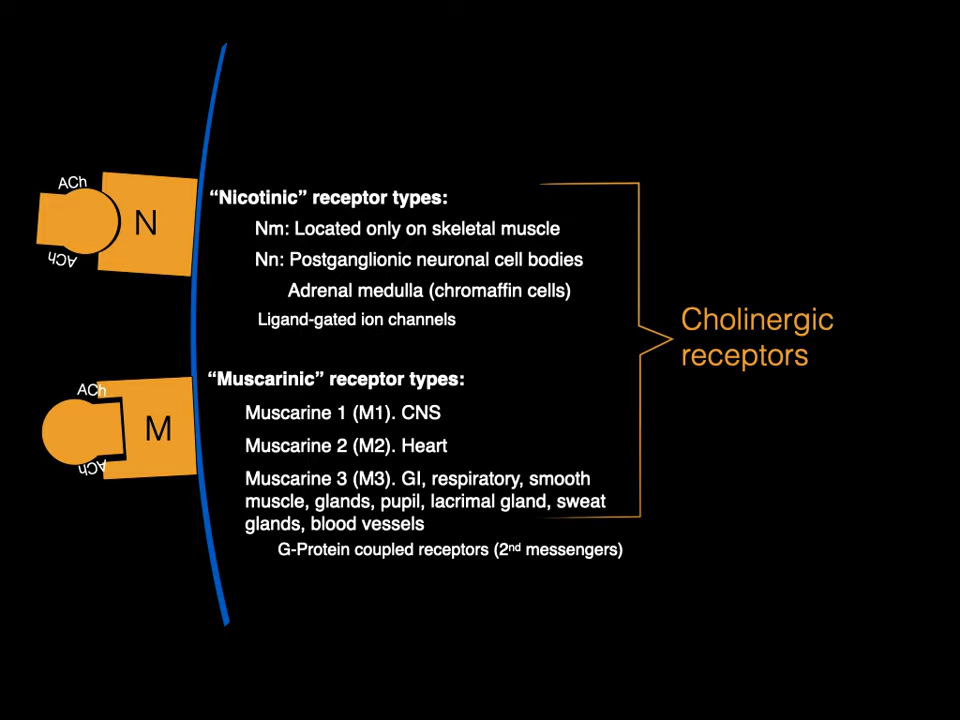 ACh
N
ACh
“Nicotinic” receptor types:
Nm: Located only on skeletal muscle
Nn: Postganglionic neuronal cell bodies
Adrenal medulla (chromaffin cells)
Ligand-gated ion channels
Cholinergic
receptors
“Muscarinic” receptor types:
ACh
M
ACh
Muscarine 1 (M1). CNS
Muscarine 2 (M2). Heart
Muscarine 3 (M3). GI, respiratory, smooth
muscle, glands, pupil, lacrimal gland, sweat
glands, blood vessels
G-Protein coupled receptors (2nd messengers)